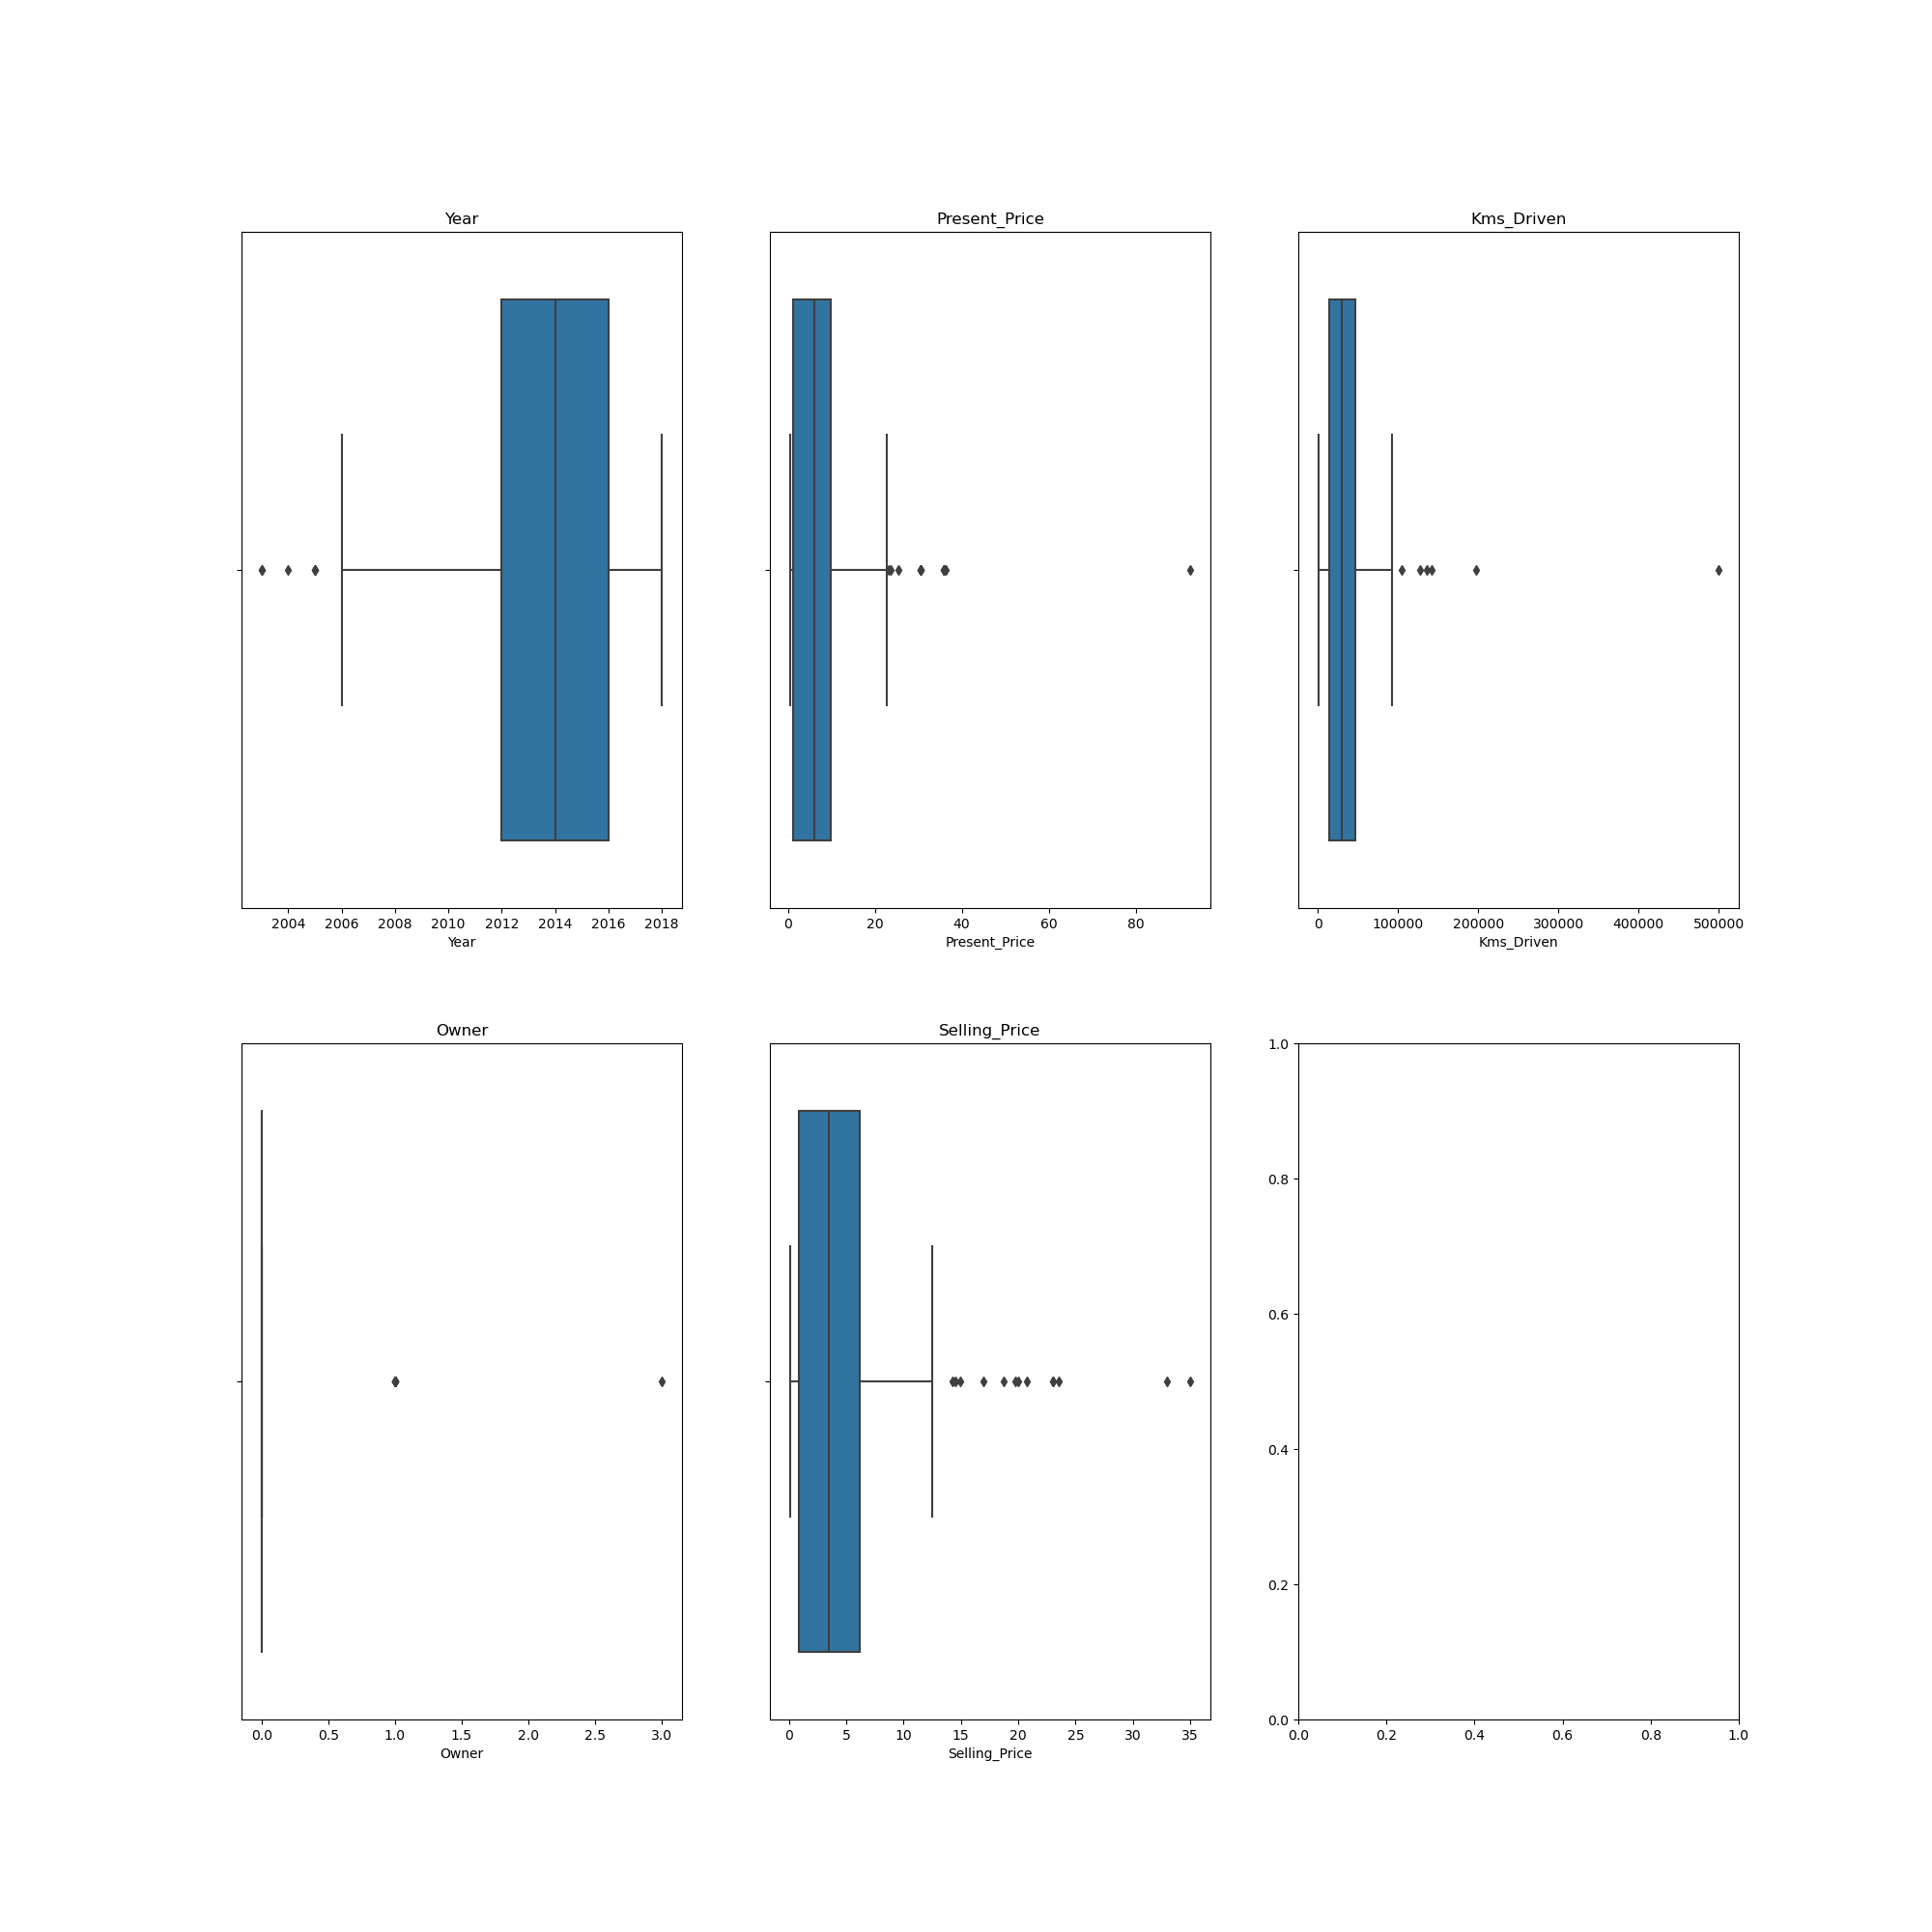 Year
Present_Price
Kms_Driven
2004 2006 2008 2010 2012 2014 2016 2018
Year
0 20 40 60 80
Present_Price
0 100000 200000 300000 400000 500000
Kms_Driven
Owner
Selling_Price
0.0 0.5 1.0 1.5 2.0 2.5 3.0
Owner
0 5 10 15 20 25 30 35
Selling_Price
1.0
0.8
0.6
0.4
0.2
0.0
0.0 0.2 0.4 0.6 0.8 1.0